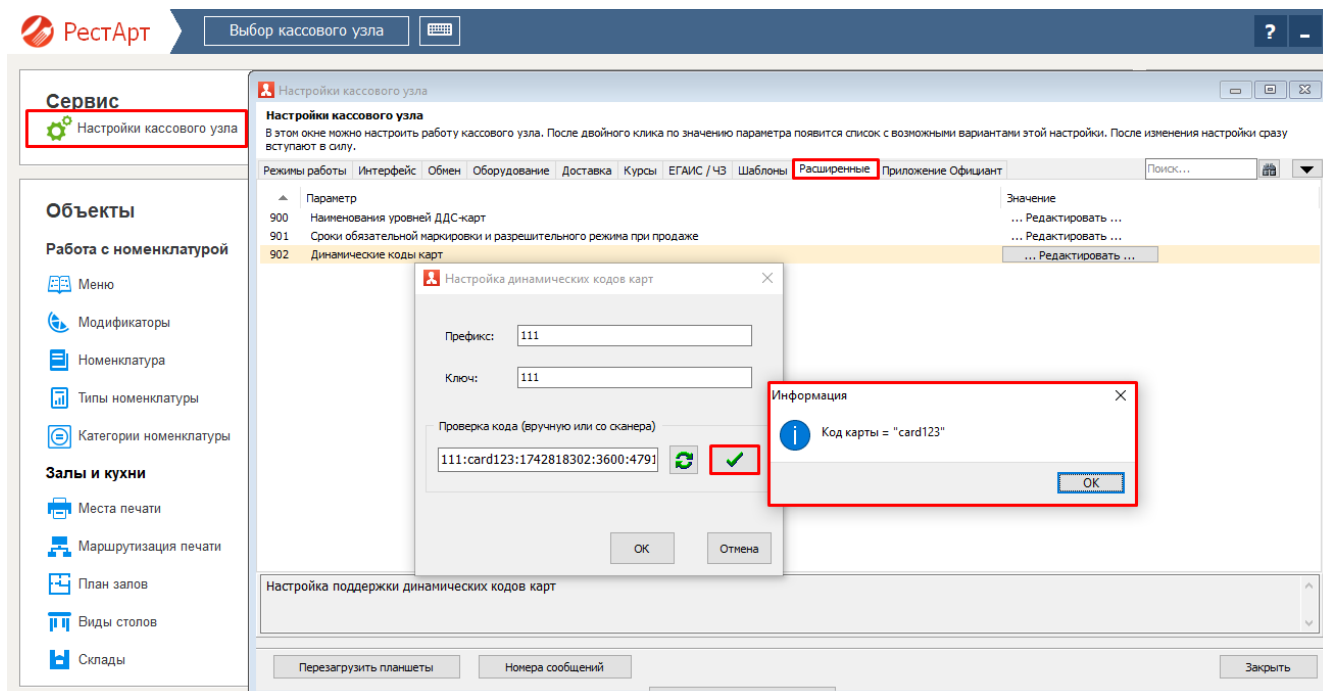 РестАрт
Выбор кассового узла
?
Сервис
Настройки кассового узла
Объекты
Работа с номенклатурой
Меню
Модификаторы
Номенклатура
Типы номенклатуры
Категории номенклатуры
Залы и кухни
Места печати
Маршрутизация печати
План залов
Виды столов
Склады
Настройки кассового узла
Настройки кассового узла
В этом окне можно настроить работу кассового узла. После двойного клика по значению параметра появится список с возможными вариантами этой настройки. После изменения настройки сразу
вступают в силу.
Режимы работы Интерфейс Обмен Оборудование Доставка Курсы ЕГАИС / ЧЗ Шаблоны Расширенные Приложение Официант Поиск...
Параметр Значение
900 Наименования уровней ДДС-карт ... Редактировать ...
901 Сроки обязательной маркировки и разрешительного режима при продаже ... Редактировать ...
902 Динамические коды карт ... Редактировать ...
Настройка динамических кодов карт
Префикс: 111
Ключ: 111
Проверка кода (вручную или со сканера)
111:card123:1742818302:3600:4791
OK Отмена
Информация
Код карты = "card123"
OK
Настройка поддержки динамических кодов карт
Перезагрузить планшеты Номера сообщений Закрыть